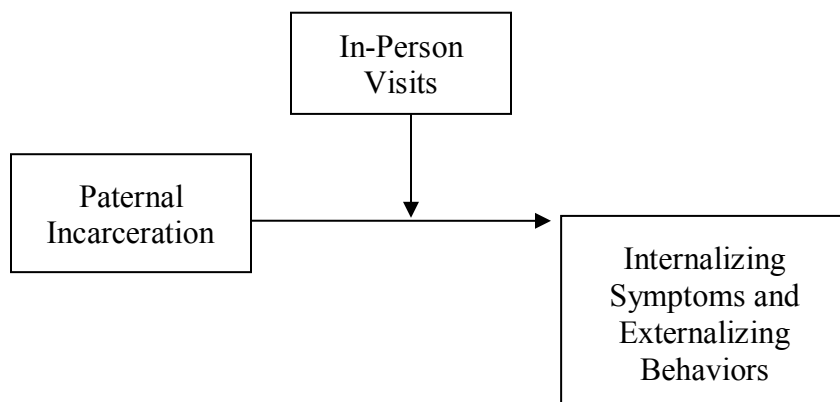 In-Person
Visits
Paternal
Incarceration
Internalizing
Symptoms and
Externalizing
Behaviors